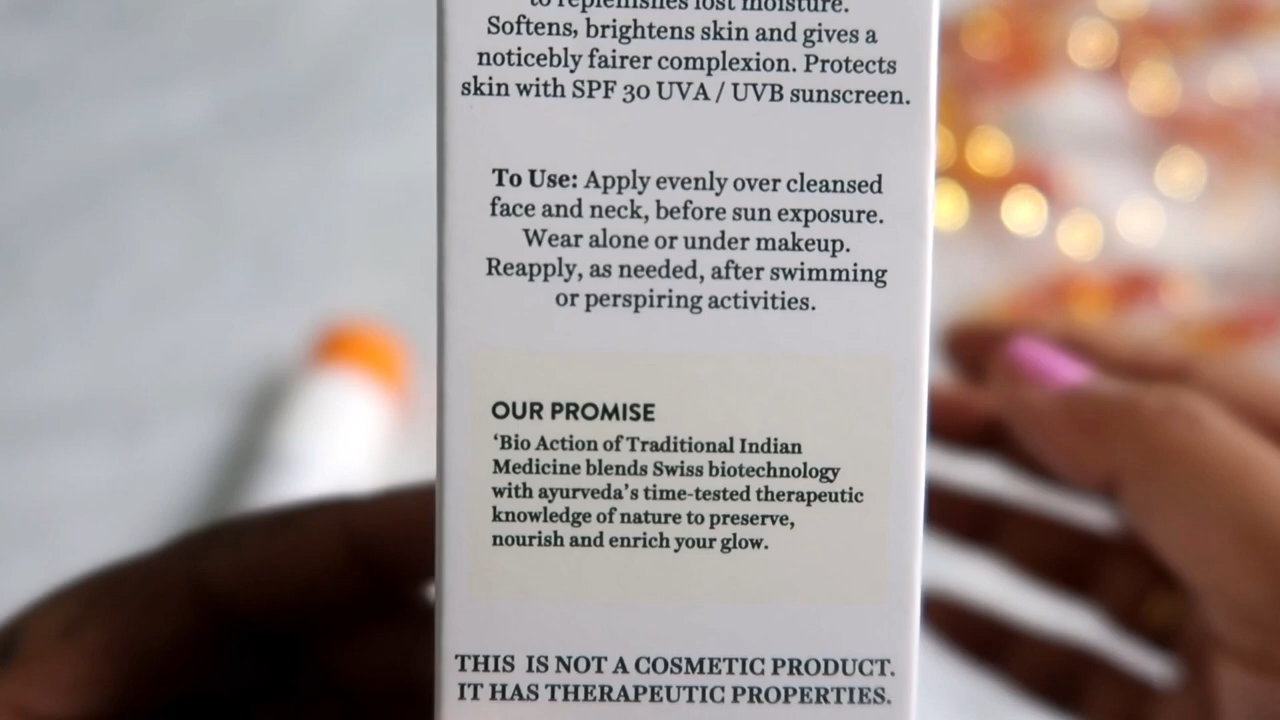 to replenishes lost moisture.
Softens, brightens skin and gives a
noticebly fairer complexion. Protects
skin with SPF 30 UVA / UVB sunscreen.
To Use: Apply evenly over cleansed
face and neck, before sun exposure.
Wear alone or under makeup.
Reapply, as needed, after swimming
or perspiring activities.
OUR PROMISE
‘Bio Action of Traditional Indian
Medicine blends Swiss biotechnology
with ayurveda’s time-tested therapeutic
knowledge of nature to preserve,
nourish and enrich your glow.
THIS IS NOT A COSMETIC PRODUCT.
IT HAS THERAPEUTIC PROPERTIES.